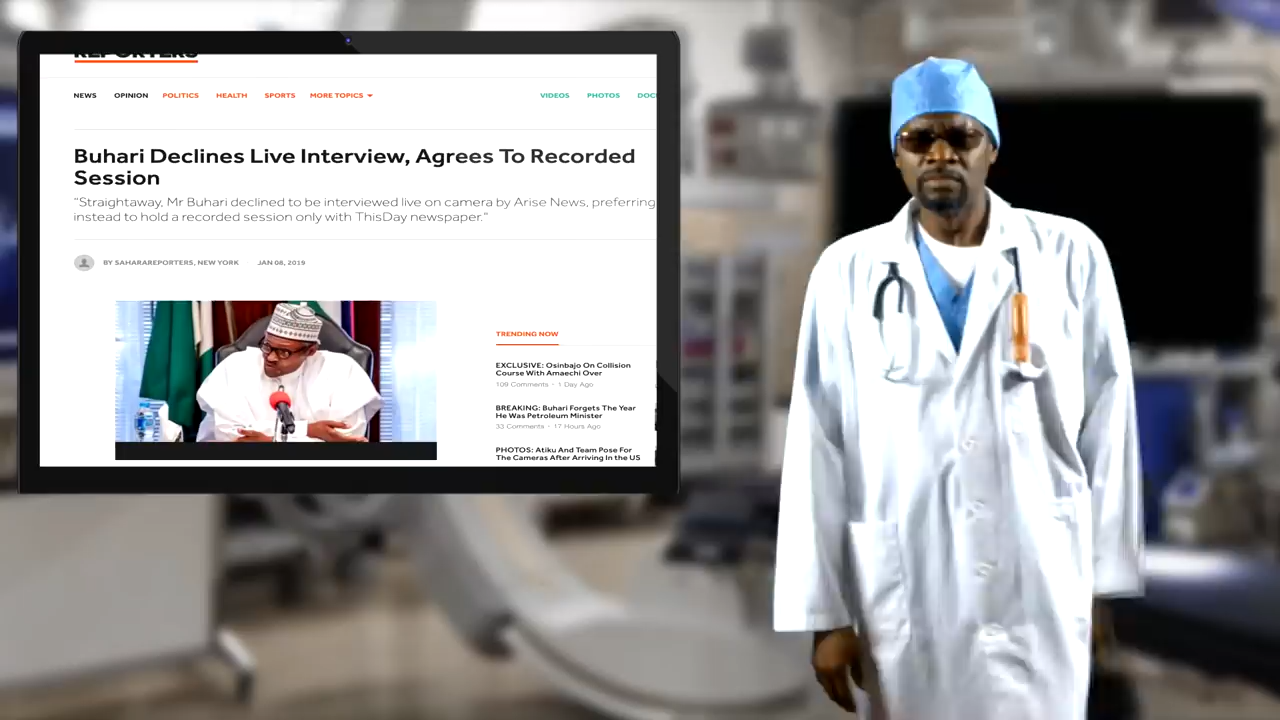 REPORTERS
NEWS OPINION POLITICS HEALTH SPORTS MORE TOPICS VIDEOS PHOTOS
Buhari Declines Live Interview, Agrees To Recorded
Session
“Straightaway, Mr Buhari declined to be interviewed live on camera by Arise News, preferring
instead to hold a recorded session only with ThisDay newspaper.”
BY SAHARAREPORTERS, NEW YORK JAN 08, 2019
TRENDING NOW
EXCLUSIVE: Osinbajo On Collision
Course With Amaechi Over
109 Comments • 1 Day Ago
BREAKING: Buhari Forgets The Year
He Was Petroleum Minister
33 Comments • 17 Hours Ago
PHOTOS: Atiku And Team Pose For
The Cameras After Arriving In the US